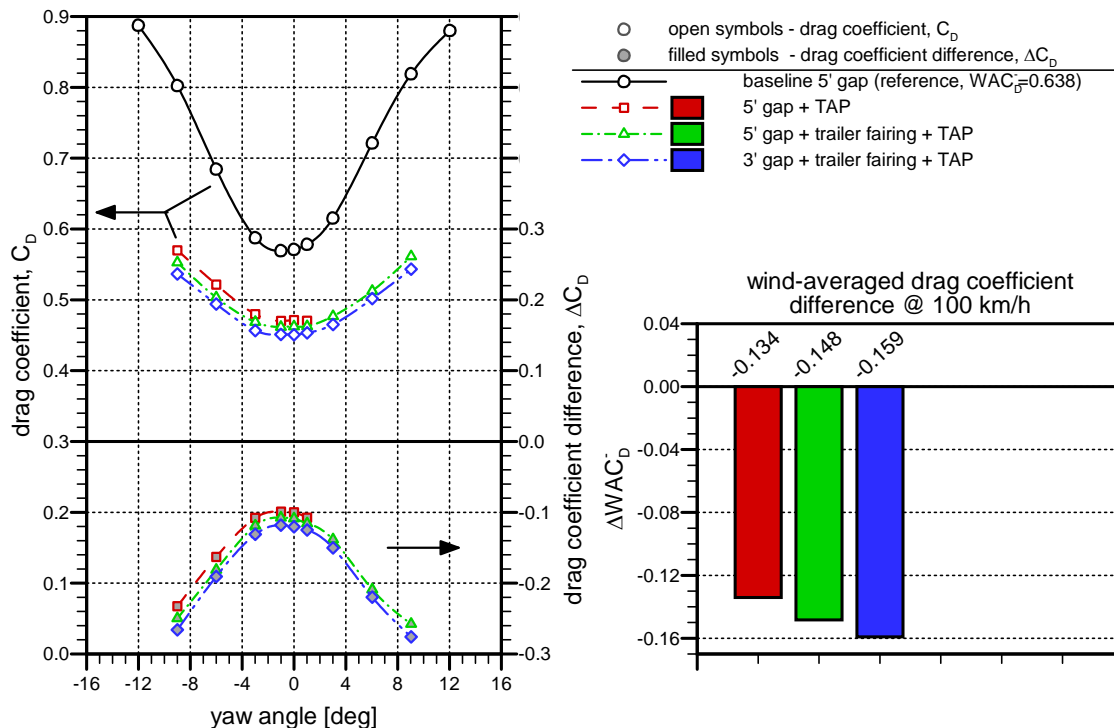 open symbols - drag coefficient, C_D
filled symbols - drag coefficient difference, ΔC_D
baseline 5' gap (reference, WAC_D̄=0.638)
5' gap + TAP
5' gap + trailer fairing + TAP
3' gap + trailer fairing + TAP
drag coefficient, C_D
0.9
0.8
0.7
0.6
0.5
0.4
0.3
0.2
0.1
0.0
0.3
0.2
0.1
0.0
-0.1
-0.2
-0.3
drag coefficient difference, ΔC_D
-16 -12 -8 -4 0 4 8 12 16
yaw angle [deg]
wind-averaged drag coefficient
difference @ 100 km/h
ΔWAC_D̄
0.04
0.00
-0.04
-0.08
-0.12
-0.16
-0.134 -0.148 -0.159